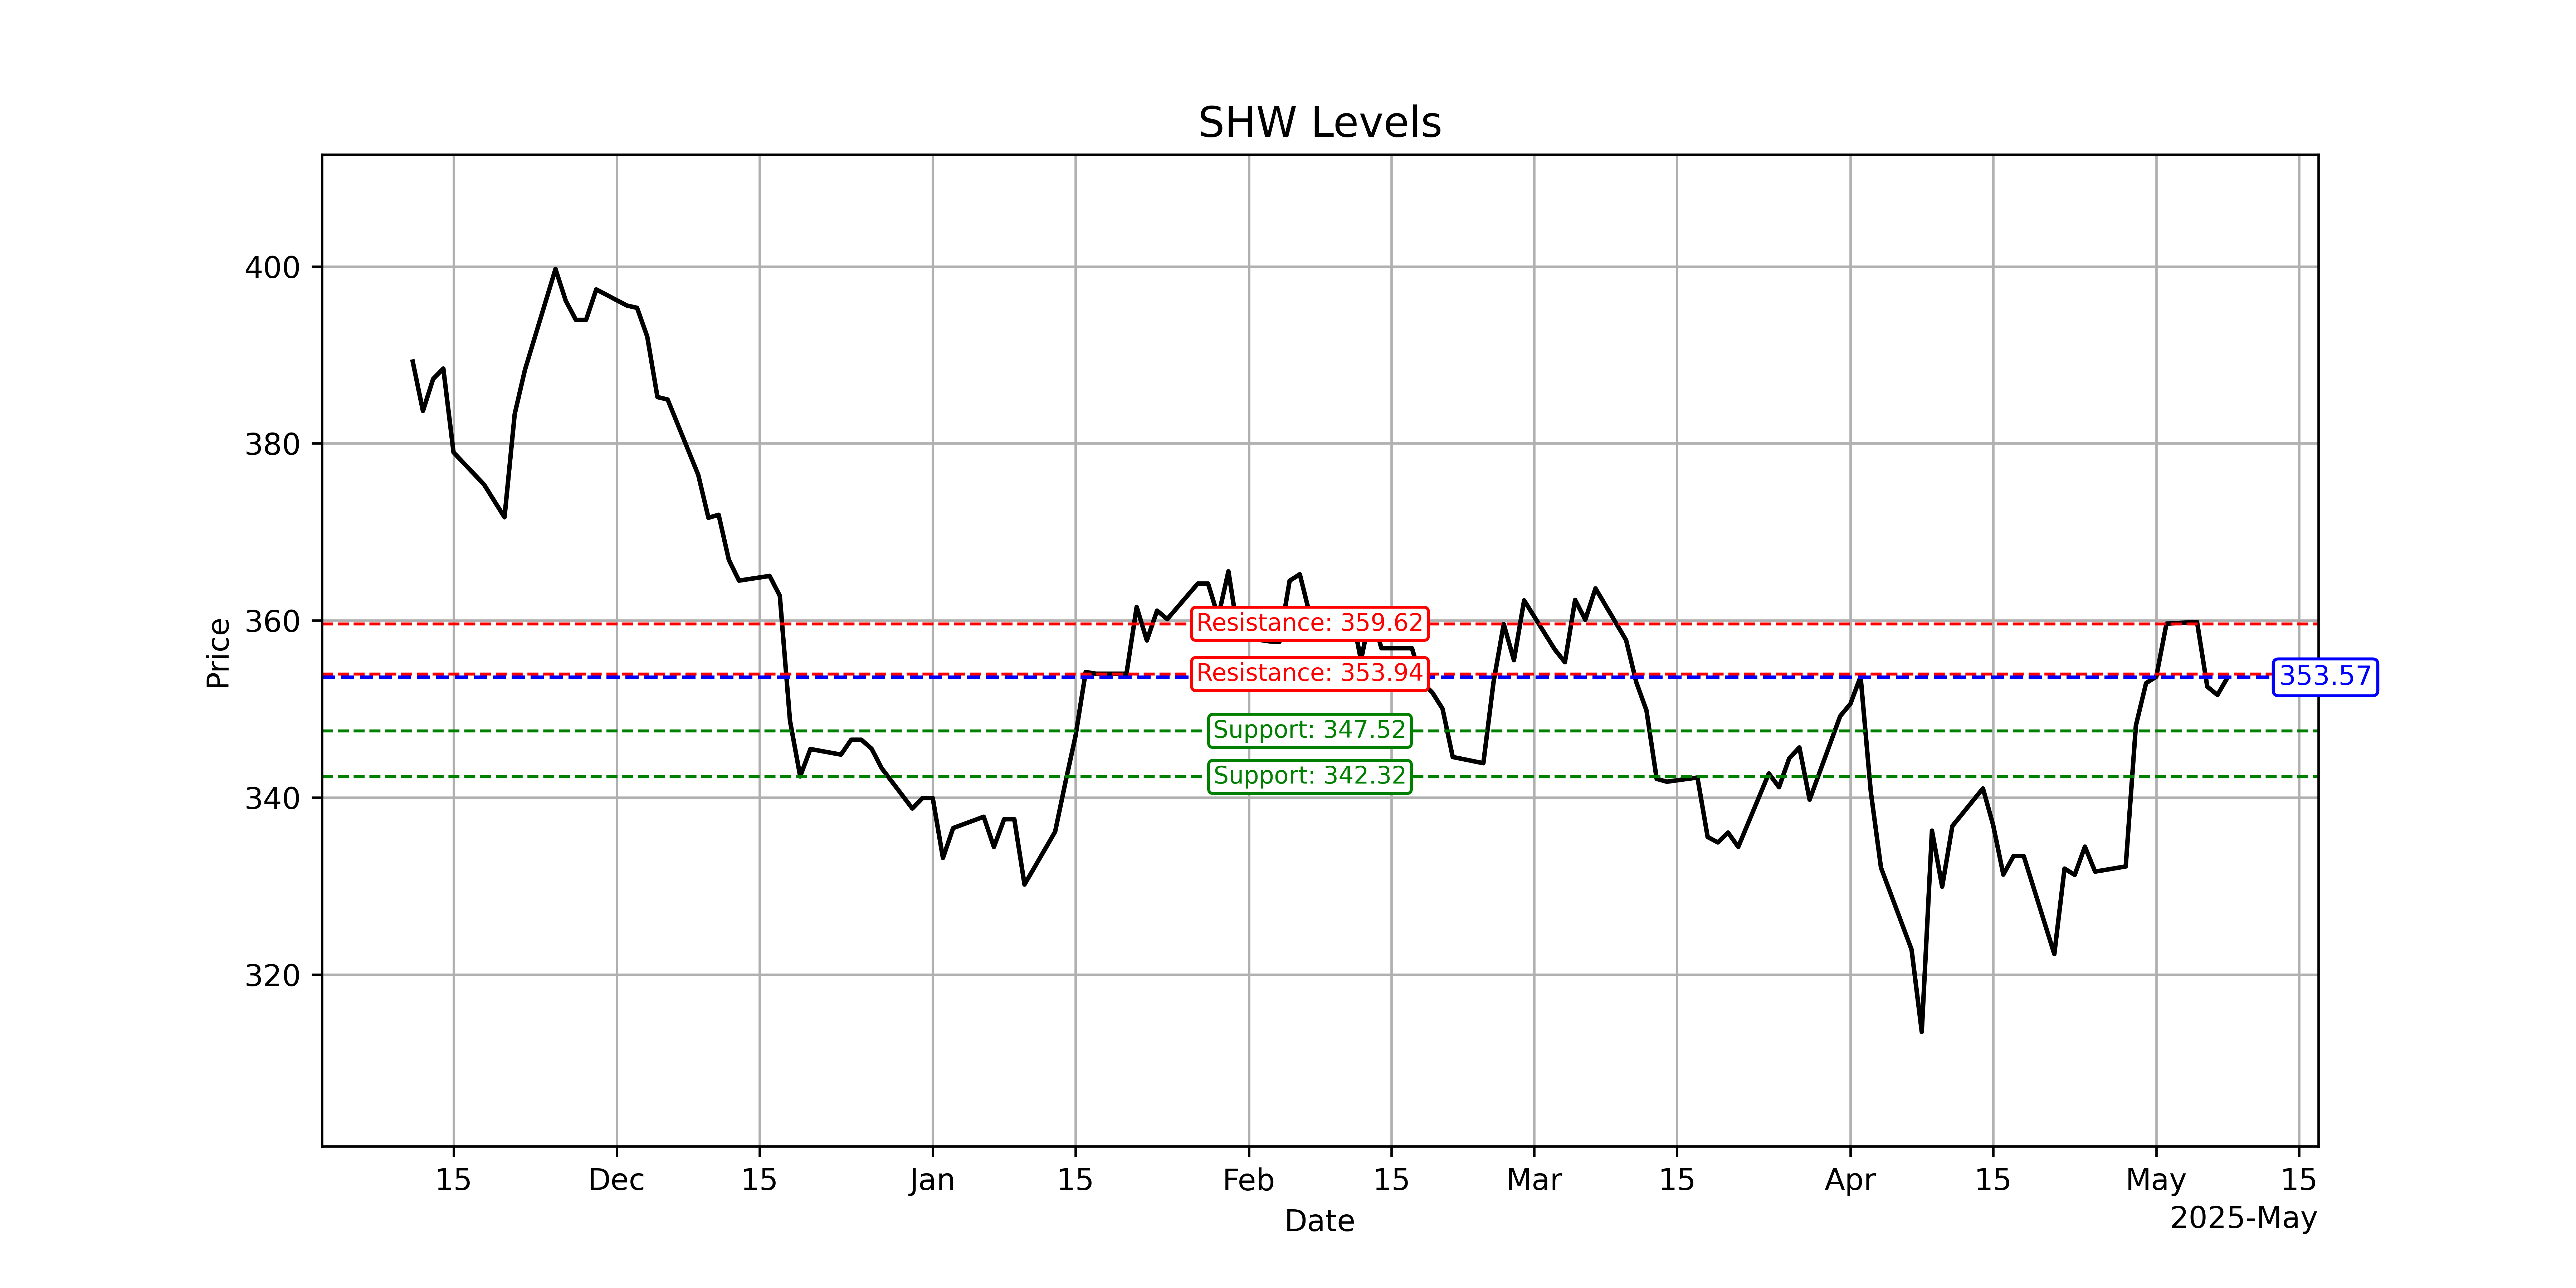 SHW Levels
Price
400
380
360
340
320
Resistance: 359.62
Resistance: 353.94
353.57
Support: 347.52
Support: 342.32
15 Dec 15 Jan 15 Feb 15 Mar 15 Apr 15 May 15
Date
2025-May